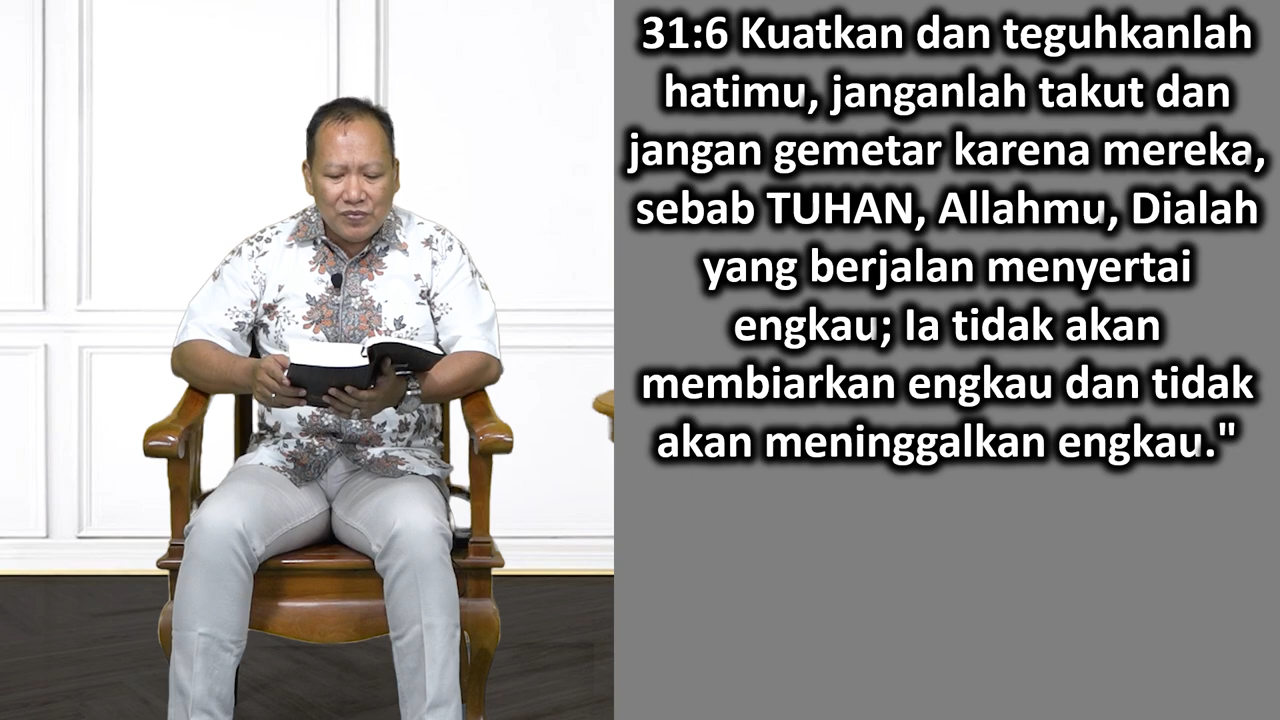 31:6 Kuatkan dan teguhkanlah
hatimu, janganlah takut dan
jangan gemetar karena mereka,
sebab TUHAN, Allahmu, Dialah
yang berjalan menyertai
engkau; Ia tidak akan
membiarkan engkau dan tidak
akan meninggalkan engkau."